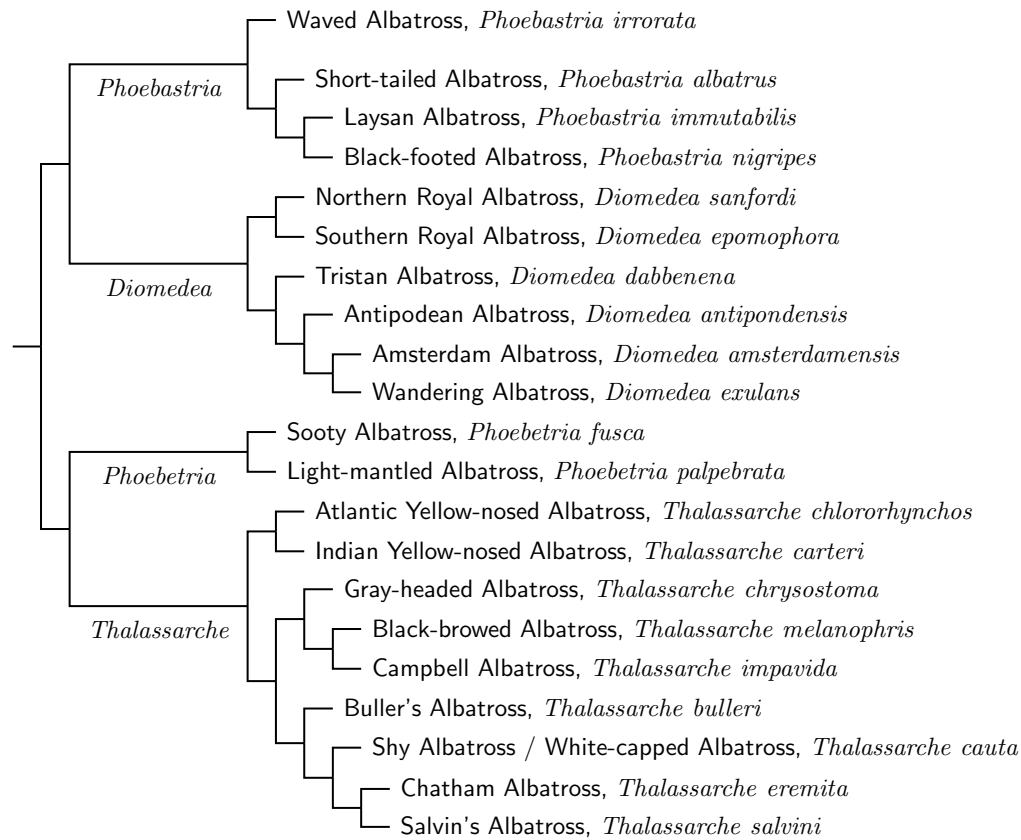 Waved Albatross, Phoebastria irrorata
Phoebastria
Short-tailed Albatross, Phoebastria albatrus
Laysan Albatross, Phoebastria immutabilis
Black-footed Albatross, Phoebastria nigripes
Northern Royal Albatross, Diomedea sanfordi
Southern Royal Albatross, Diomedea epomophora
Diomedea
Tristan Albatross, Diomedea dabbenena
Antipodean Albatross, Diomedea antipondensis
Amsterdam Albatross, Diomedea amsterdamensis
Wandering Albatross, Diomedea exulans
Sooty Albatross, Phoebetria fusca
Phoebetria
Light-mantled Albatross, Phoebetria palpebrata
Atlantic Yellow-nosed Albatross, Thalassarche chlororhynchos
Indian Yellow-nosed Albatross, Thalassarche carteri
Gray-headed Albatross, Thalassarche chrysostoma
Thalassarche
Black-browed Albatross, Thalassarche melanophris
Campbell Albatross, Thalassarche impavida
Buller's Albatross, Thalassarche bulleri
Shy Albatross / White-capped Albatross, Thalassarche cauta
Chatham Albatross, Thalassarche eremita
Salvin's Albatross, Thalassarche salvini